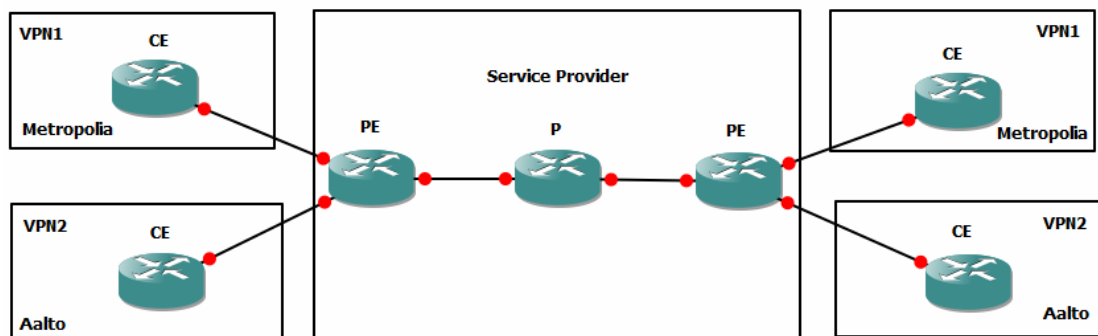 VPN1
CE
Metropolia
VPN2
CE
Aalto
Service Provider
PE
P
PE
VPN1
CE
Metropolia
VPN2
CE
Aalto